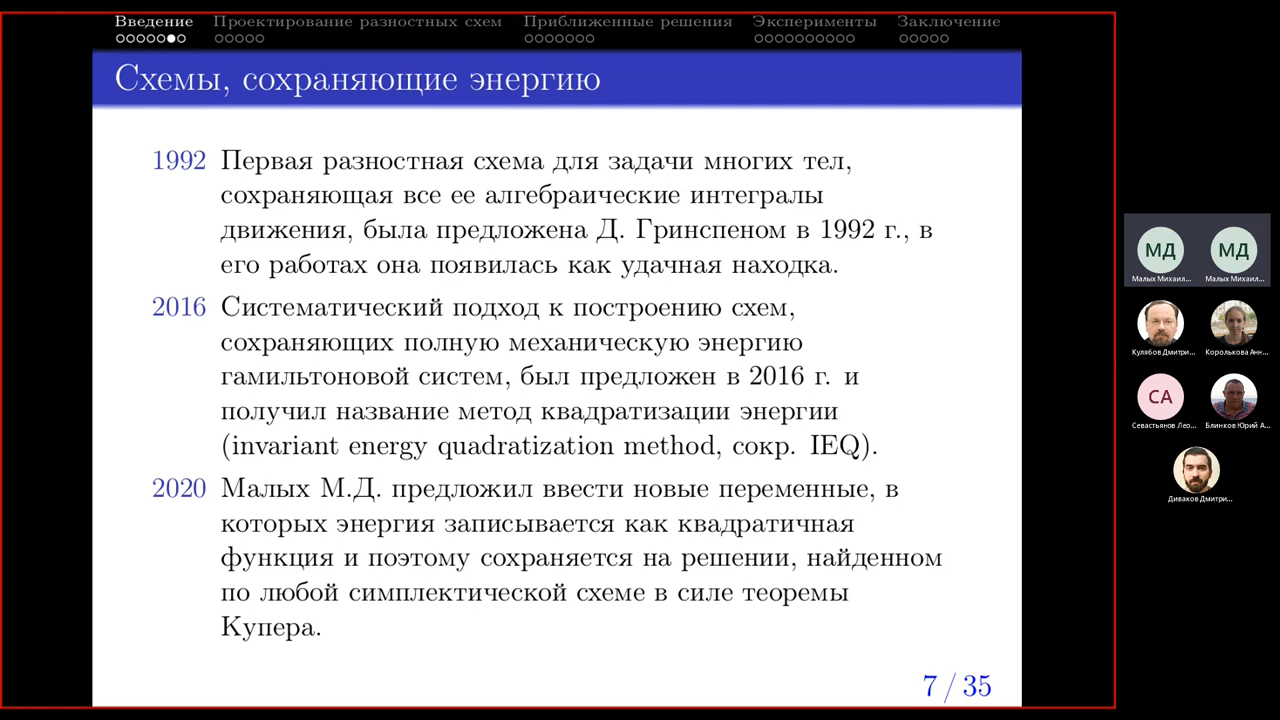 Введение Проектирование разностных схем Приближенные решения Эксперименты Заключение
Схемы, сохраняющие энергию
1992 Первая разностная схема для задачи многих тел,
сохраняющая все ее алгебраические интегралы
движения, была предложена Д. Гринспеном в 1992 г., в
его работах она появилась как удачная находка.
2016 Систематический подход к построению схем,
сохраняющих полную механическую энергию
гамильтоновой систем, был предложен в 2016 г. и
получил название метод квадратизации энергии
(invariant energy quadratization method, сокр. IEQ).
2020 Малых М.Д. предложил ввести новые переменные, в
которых энергия записывается как квадратичная
функция и поэтому сохраняется на решении, найденном
по любой симплектической схеме в силе теоремы
Купера.
7 / 35
МД МД
Малых Михаил... Малых Михаил...
Кулябов Дмитри... Королькова Анн...
СА
Севастьянов Лео... Блинков Юрий А...
Диваков Дмитри...